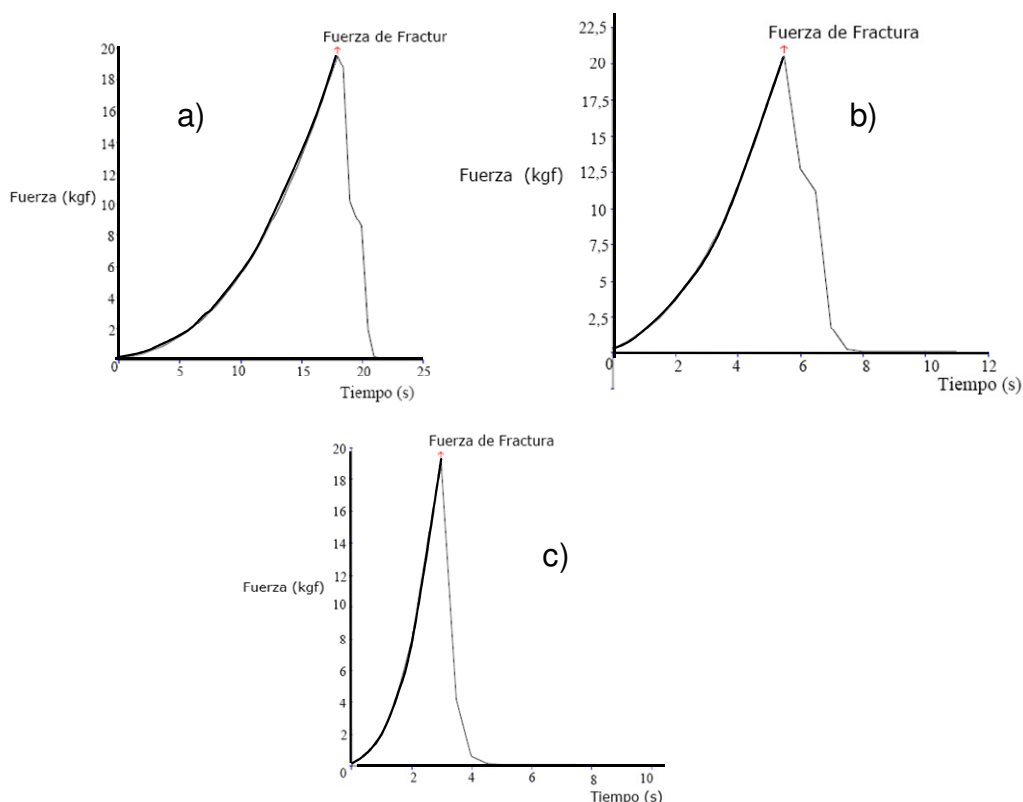 Fuerza de Fractur
20
18
16
14
12
10
8
6
4
2
0 5 10 15 20 25
Fuerza (kgf)
Tiempo (s)
a)
Fuerza de Fractura
22,5
20
17,5
15
12,5
10
7,5
5
2,5
0 2 4 6 8 10 12
Fuerza (kgf)
Tiempo (s)
b)
Fuerza de Fractura
20
18
16
14
12
10
8
6
4
2
0 2 4 6 8 10
Fuerza (kgf)
Tiempo (s)
c)